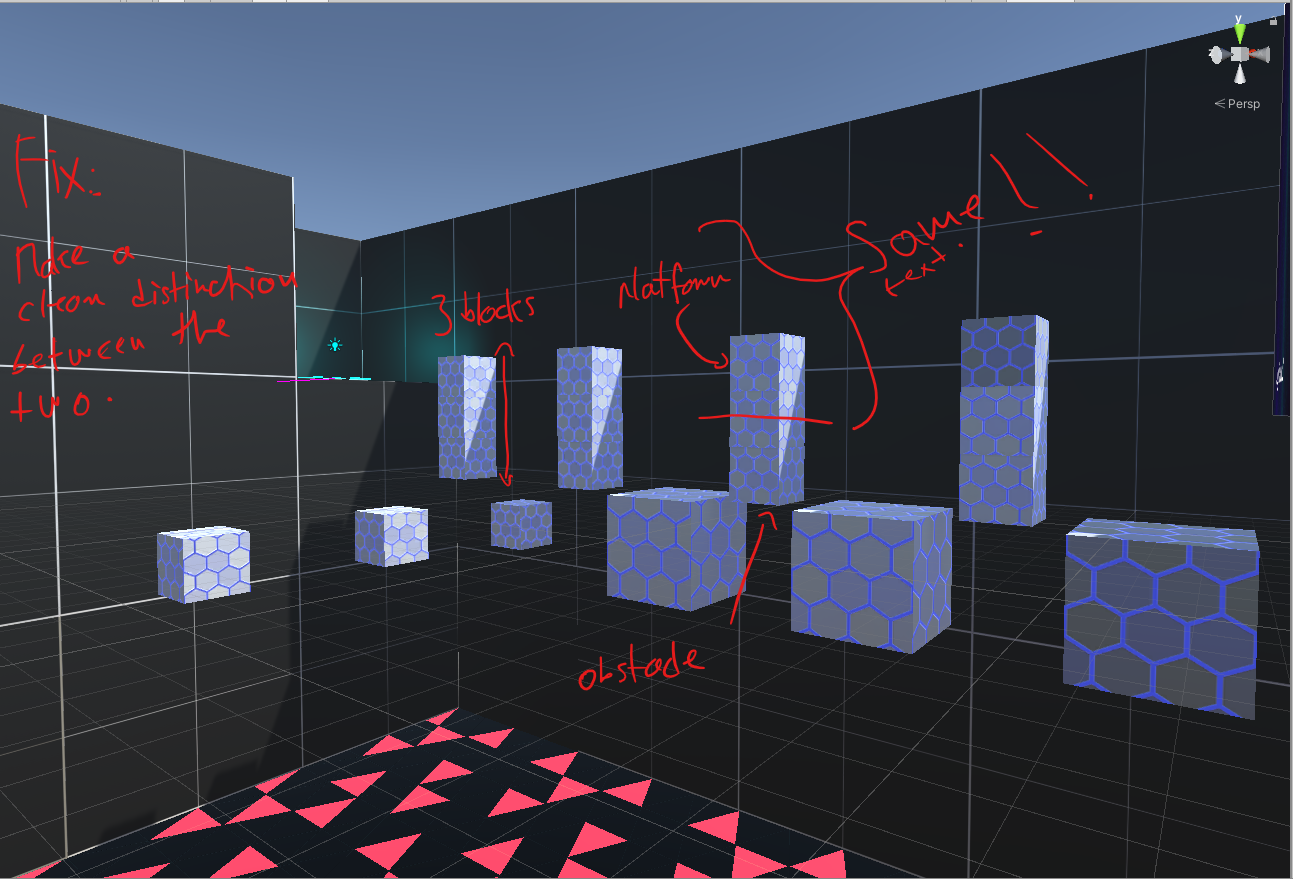 y
Persp
Fix:
Make a
clean distinction
between the
two.
3 blocks
Platform
Same
text.
!
obstacle